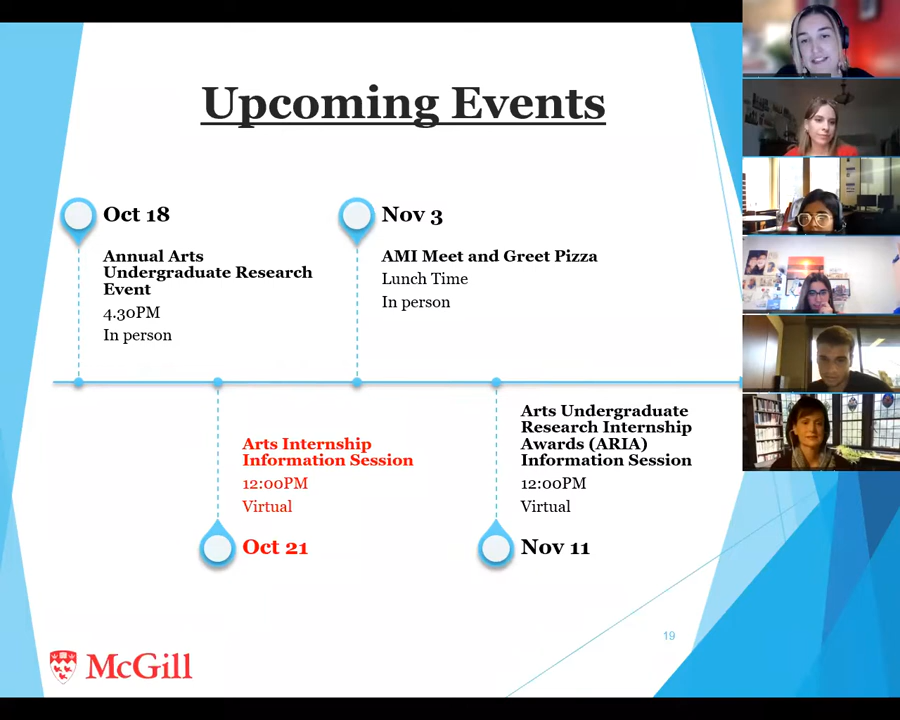 Upcoming Events
Oct 18
Annual Arts
Undergraduate Research
Event
4.30PM
In person
Nov 3
AMI Meet and Greet Pizza
Lunch Time
In person
Arts Internship
Information Session
12:00PM
Virtual
Oct 21
Arts Undergraduate
Research Internship
Awards (ARIA)
Information Session
12:00PM
Virtual
Nov 11
19
McGill